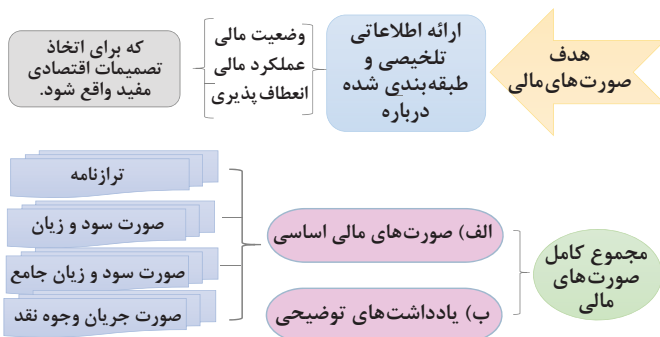 هدف
صورت‌های‌مالی
ارائه اطلاعاتی
تلخیصی و
طبقه‌بندی شده
درباره
وضعیت مالی
عملکرد مالی
انعطاف‌پذیری
که برای اتخاذ
تصمیمات اقتصادی
مفید واقع شود.
مجموع کامل
صورت‌های
مالی
الف) صورت‌های مالی اساسی
ترازنامه
صورت سود و زیان
صورت سود و زیان جامع
صورت جریان وجوه نقد
ب) یادداشت‌های توضیحی